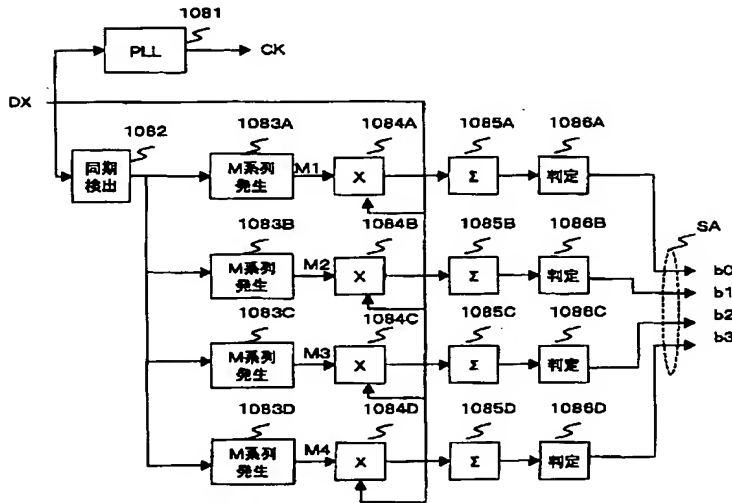 1081
PLL
CK
DX
1082
1083A
1084A
1085A
1086A
同期
検出
M系列
発生
M1
X
Σ
判定
1083B
1084B
1085B
1086B
SA
M系列
発生
M2
X
Σ
判定
b0
b1
b2
b3
1083C
1084C
1085C
1086C
M系列
発生
M3
X
Σ
判定
1083D
1084D
1085D
1086D
M系列
発生
M4
X
Σ
判定